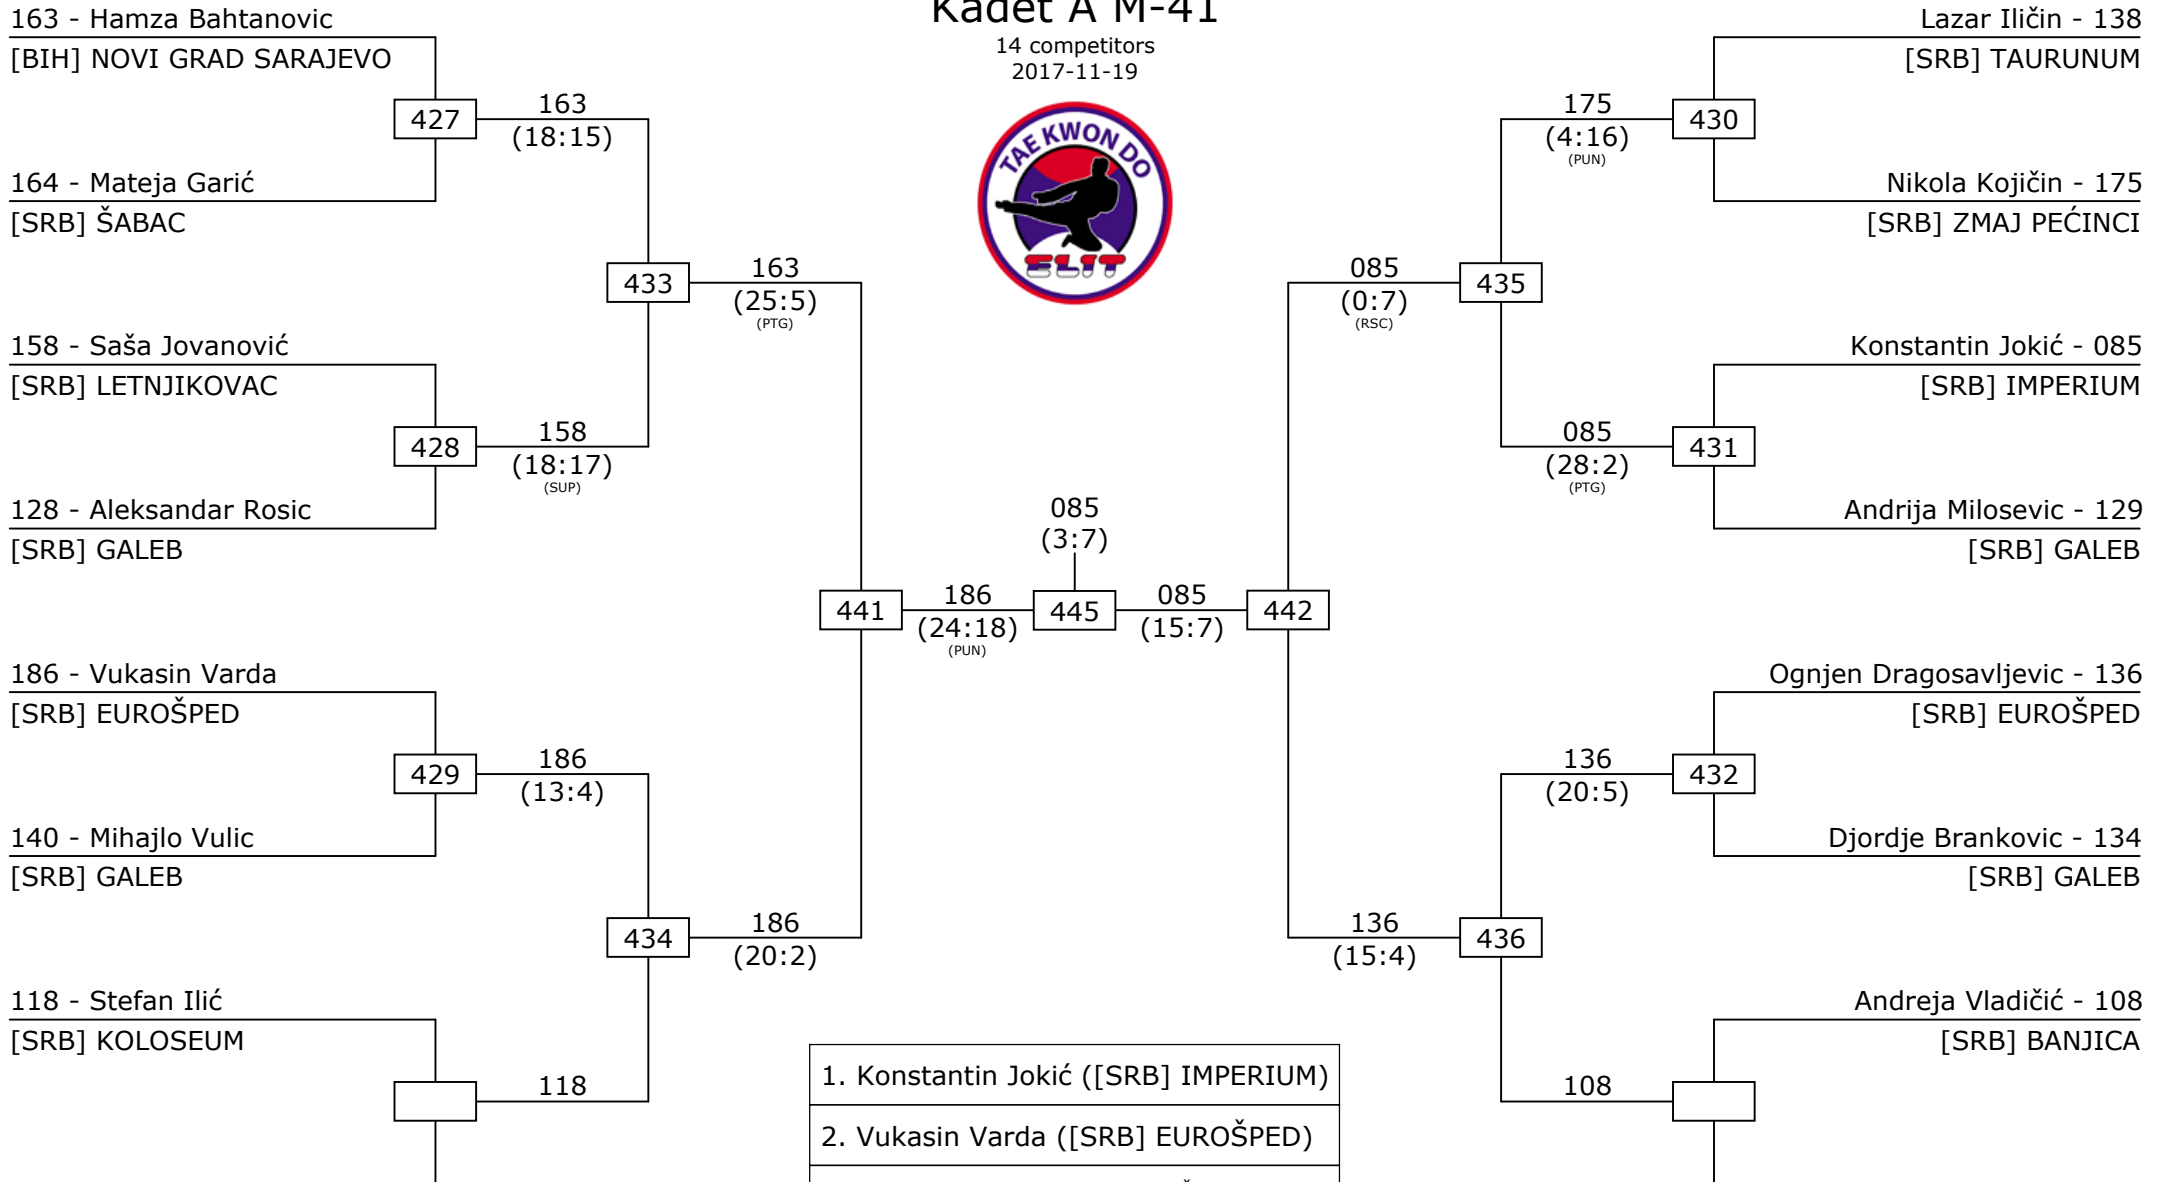 Kadet A M-41
14 competitors
2017-11-19
TAE KWON DO
ELIT
163 - Hamza Bahtanovic
[BIH] NOVI GRAD SARAJEVO
427
163
(18:15)
164 - Mateja Garić
[SRB] ŠABAC
433
163
(25:5)
(PTG)
158 - Saša Jovanović
[SRB] LETNJIKOVAC
428
158
(18:17)
(SUP)
128 - Aleksandar Rosic
[SRB] GALEB
441
186
(24:18)
(PUN)
186 - Vukasin Varda
[SRB] EUROŠPED
429
186
(13:4)
140 - Mihajlo Vulic
[SRB] GALEB
434
186
(20:2)
118 - Stefan Ilić
[SRB] KOLOSEUM
118
085
(3:7)
445
Lazar Iličin - 138
[SRB] TAURUNUM
175
(4:16)
(PUN)
430
Nikola Kojičin - 175
[SRB] ZMAJ PEĆINCI
085
(0:7)
(RSC)
435
Konstantin Jokić - 085
[SRB] IMPERIUM
085
(28:2)
(PTG)
431
Andrija Milosevic - 129
[SRB] GALEB
085
(15:7)
442
Ognjen Dragosavljevic - 136
[SRB] EUROŠPED
136
(20:5)
432
Djordje Brankovic - 134
[SRB] GALEB
136
(15:4)
436
Andreja Vladičić - 108
[SRB] BANJICA
108
1. Konstantin Jokić ([SRB] IMPERIUM)
2. Vukasin Varda ([SRB] EUROŠPED)